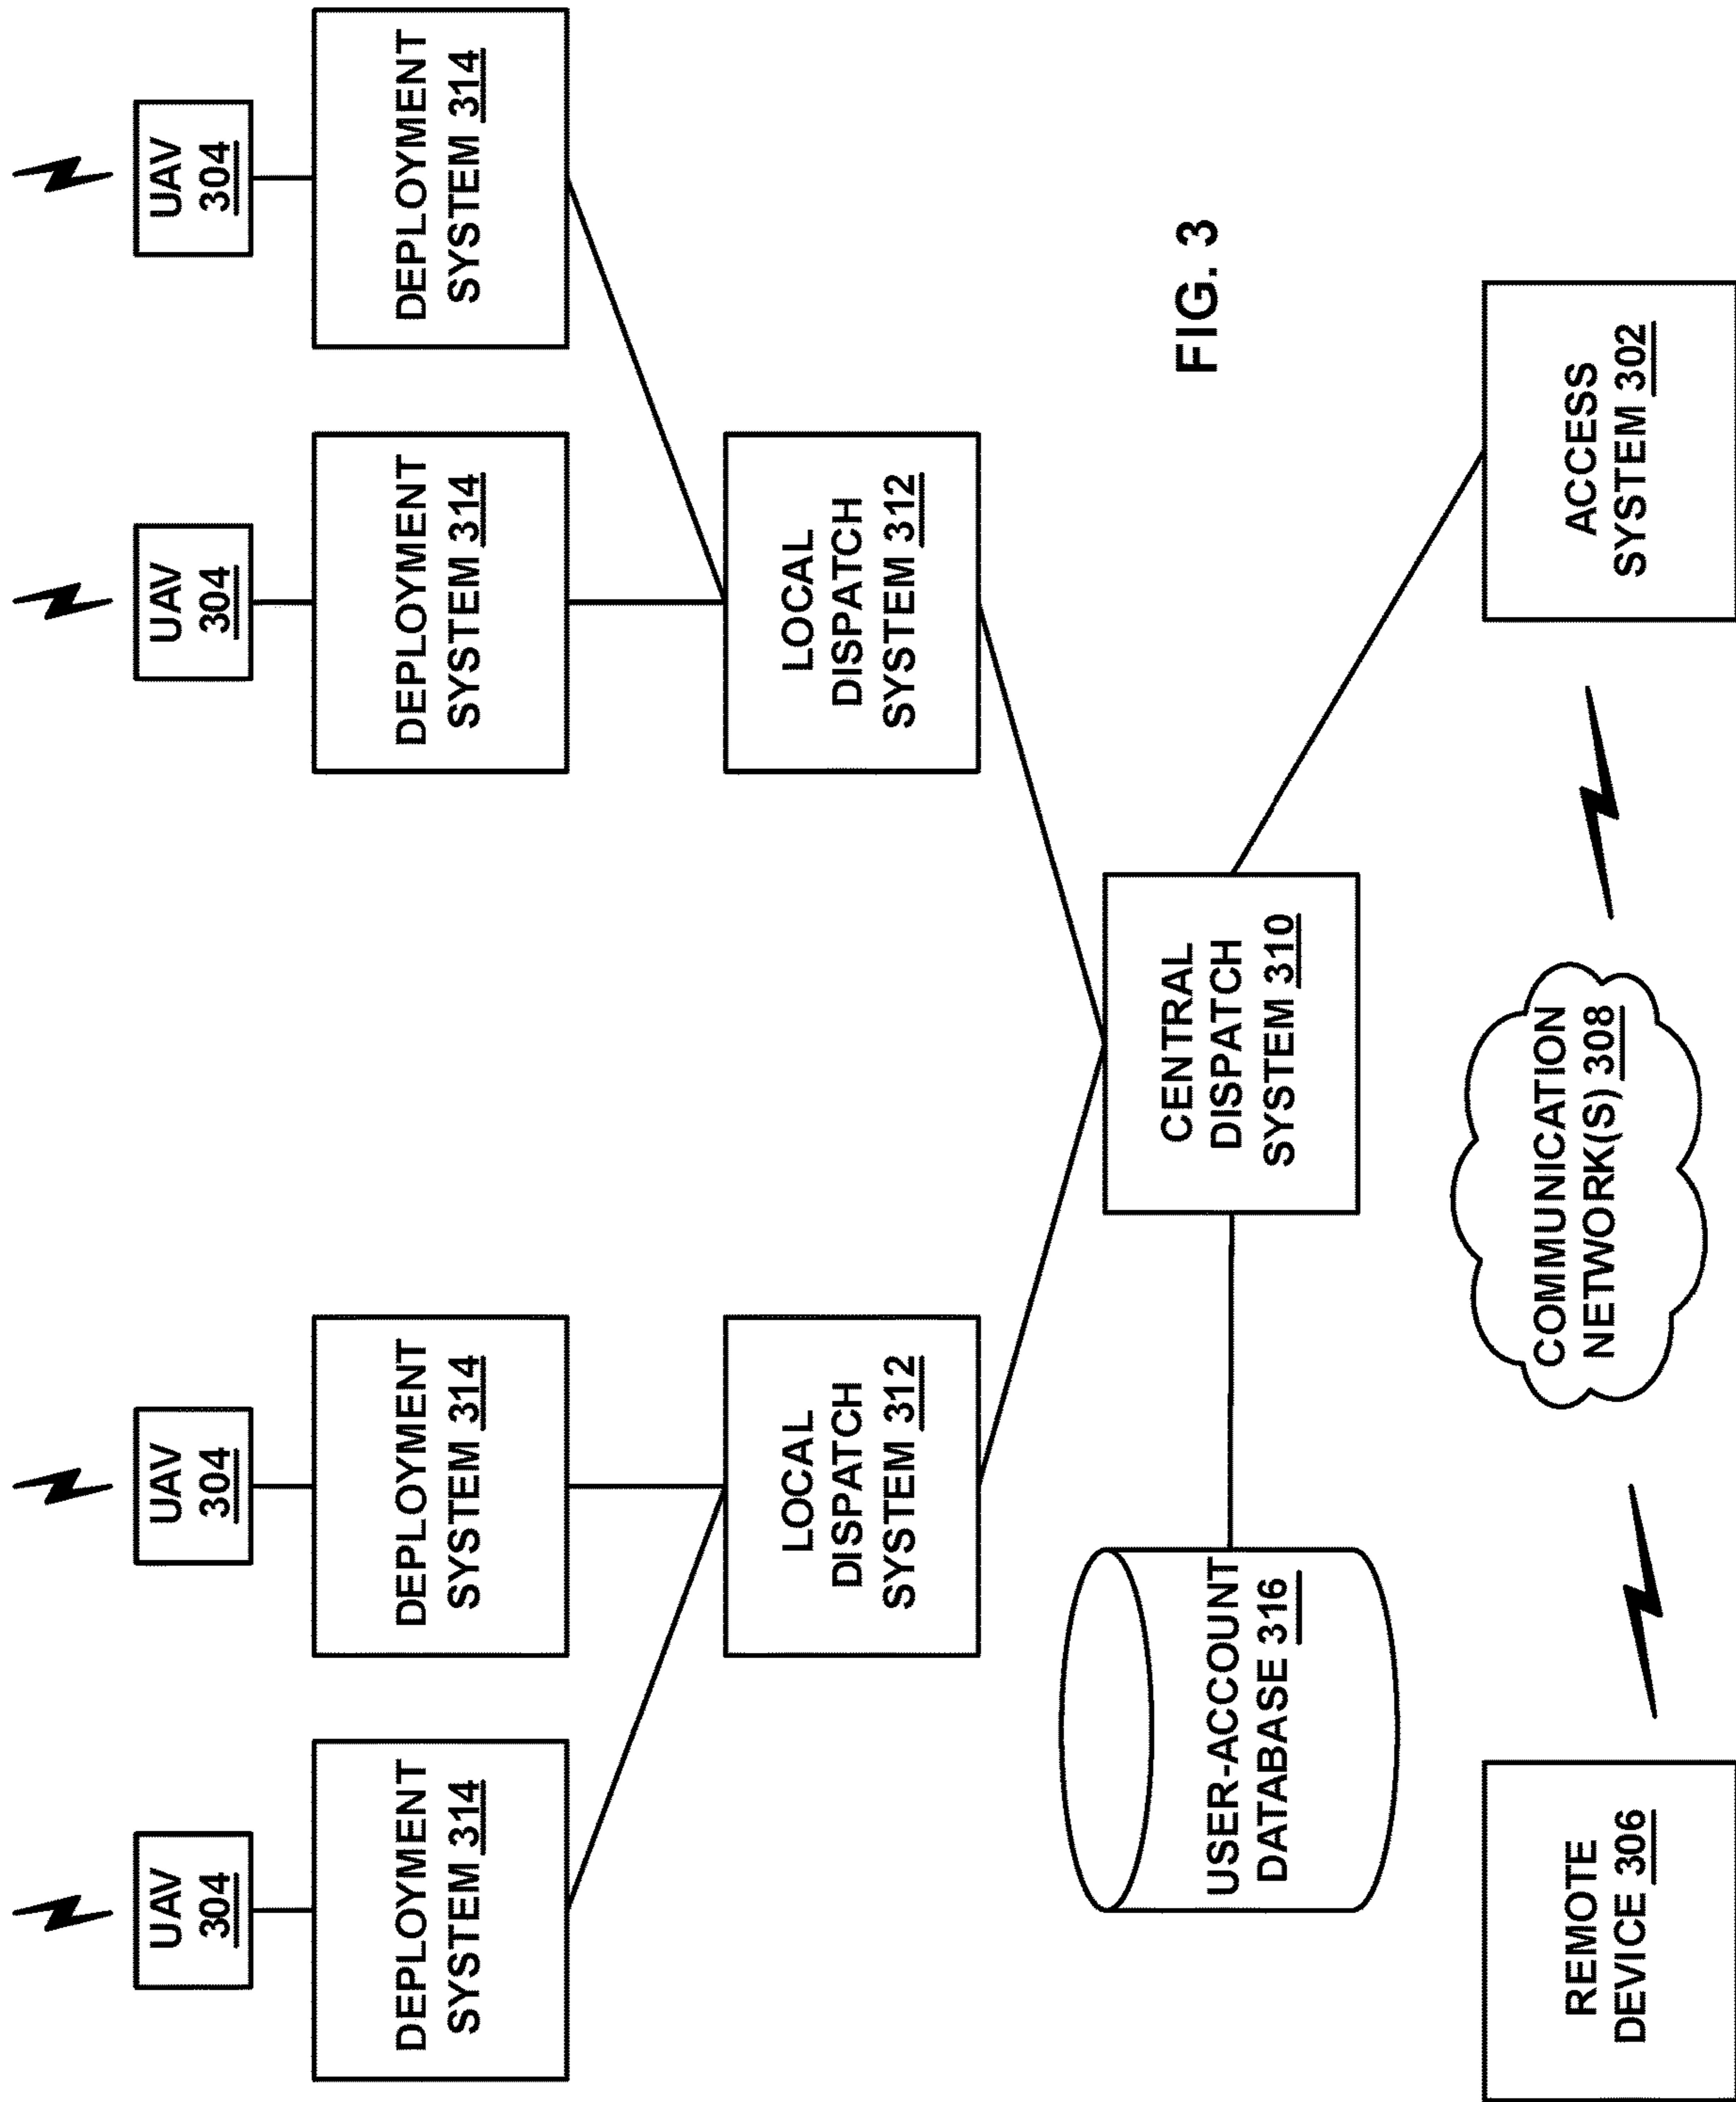 UAV
304
UAV
304
UAV
304
UAV
304
DEPLOYMENT
SYSTEM 314
DEPLOYMENT
SYSTEM 314
DEPLOYMENT
SYSTEM 314
DEPLOYMENT
SYSTEM 314
LOCAL
DISPATCH
SYSTEM 312
LOCAL
DISPATCH
SYSTEM 312
USER-ACCOUNT
DATABASE 316
CENTRAL
DISPATCH
SYSTEM 310
FIG. 3
REMOTE
DEVICE 306
COMMUNICATION
NETWORK(S) 308
ACCESS
SYSTEM 302